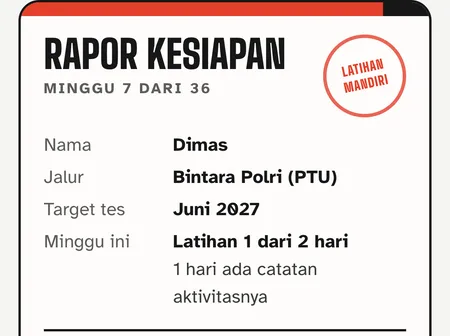 RAPOR KESIAPAN
MINGGU 7 DARI 36
LATIHAN
MANDIRI
Nama Dimas
Jalur Bintara Polri (PTU)
Target tes Juni 2027
Minggu ini Latihan 1 dari 2 hari
1 hari ada catatan
aktivitasnya